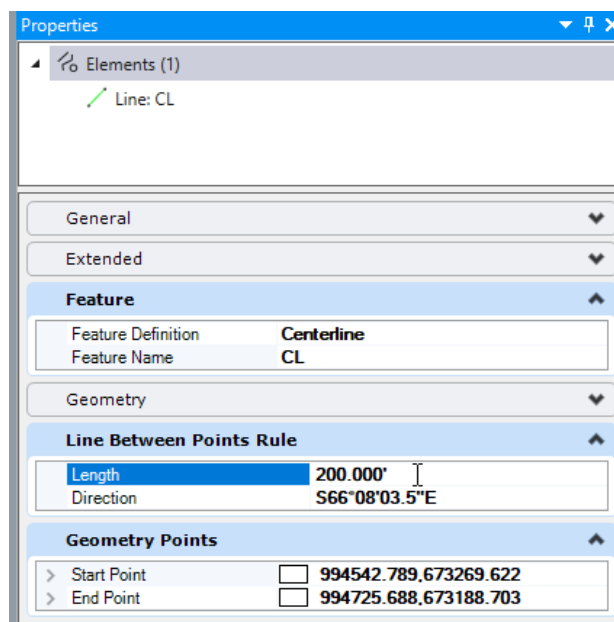 Properties
Elements (1)
Line: CL
General
Extended
Feature
Feature Definition Centerline
Feature Name CL
Geometry
Line Between Points Rule
Length 200.000'
Direction S66°08'03.5"E
Geometry Points
Start Point 994542.789,673269.622
End Point 994725.688,673188.703